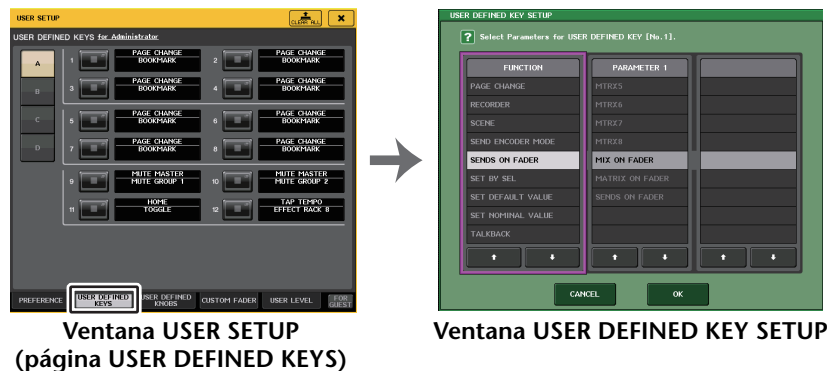 USER SETUP
CLEAR ALL
USER DEFINED KEYS for Administrator
A
B
C
D
1 PAGE CHANGE BOOKMARK
2 PAGE CHANGE BOOKMARK
3 PAGE CHANGE BOOKMARK
4 PAGE CHANGE BOOKMARK
5 PAGE CHANGE BOOKMARK
6 PAGE CHANGE BOOKMARK
7 PAGE CHANGE BOOKMARK
8 PAGE CHANGE BOOKMARK
9 MUTE MASTER MUTE GROUP 1
10 MUTE MASTER MUTE GROUP 2
11 HOME TOGGLE
12 TAP TEMPO EFFECT RACK 8
PREFERENCE
USER DEFINED KEYS
USER DEFINED KNOBS
CUSTOM FADER
USER LEVEL
FOR GUEST
Ventana USER SETUP
(página USER DEFINED KEYS)
USER DEFINED KEY SETUP
? Select Parameters for USER DEFINED KEY [No.1].
FUNCTION
PAGE CHANGE
RECORDER
SCENE
SEND ENCODER MODE
SENDS ON FADER
SET BY SEL
SET DEFAULT VALUE
SET NOMINAL VALUE
TALKBACK
PARAMETER 1
MTRX5
MTRX6
MTRX7
MTRX8
MIX ON FADER
MATRIX ON FADER
SENDS ON FADER
CANCEL
OK
Ventana USER DEFINED KEY SETUP